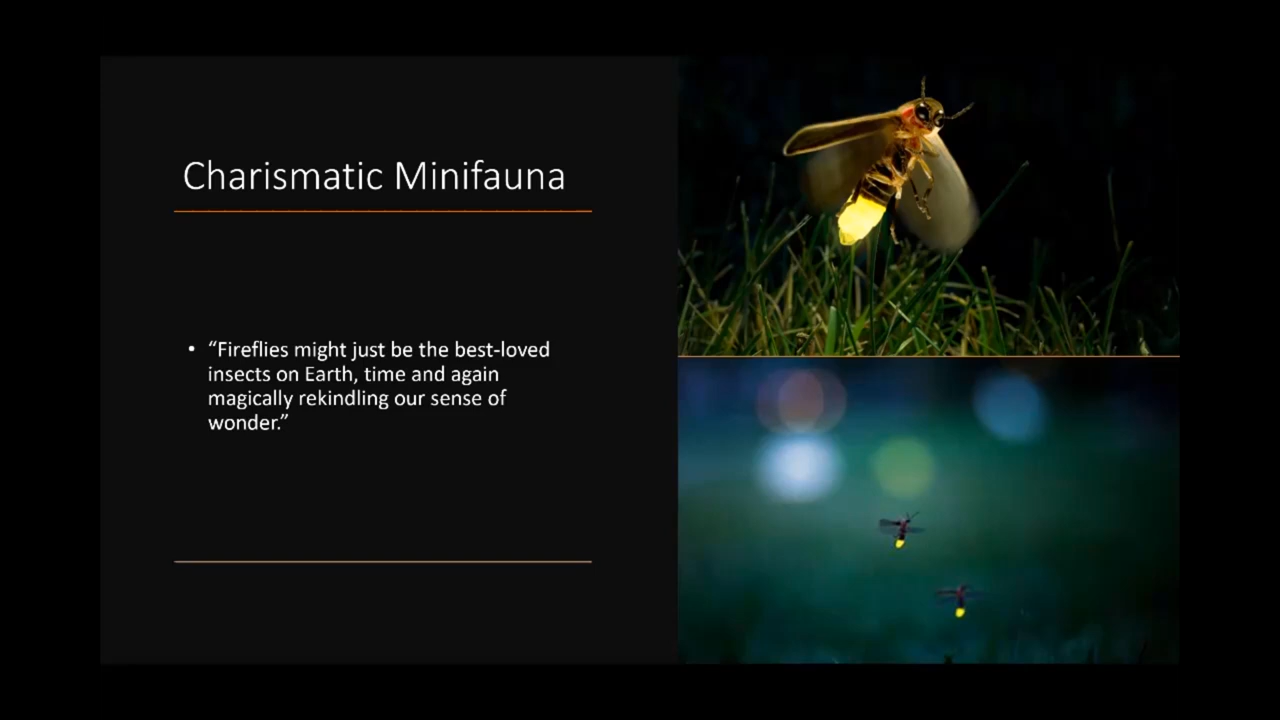 Charismatic Minifauna
• “Fireflies might just be the best-loved
insects on Earth, time and again
magically rekindling our sense of
wonder.”